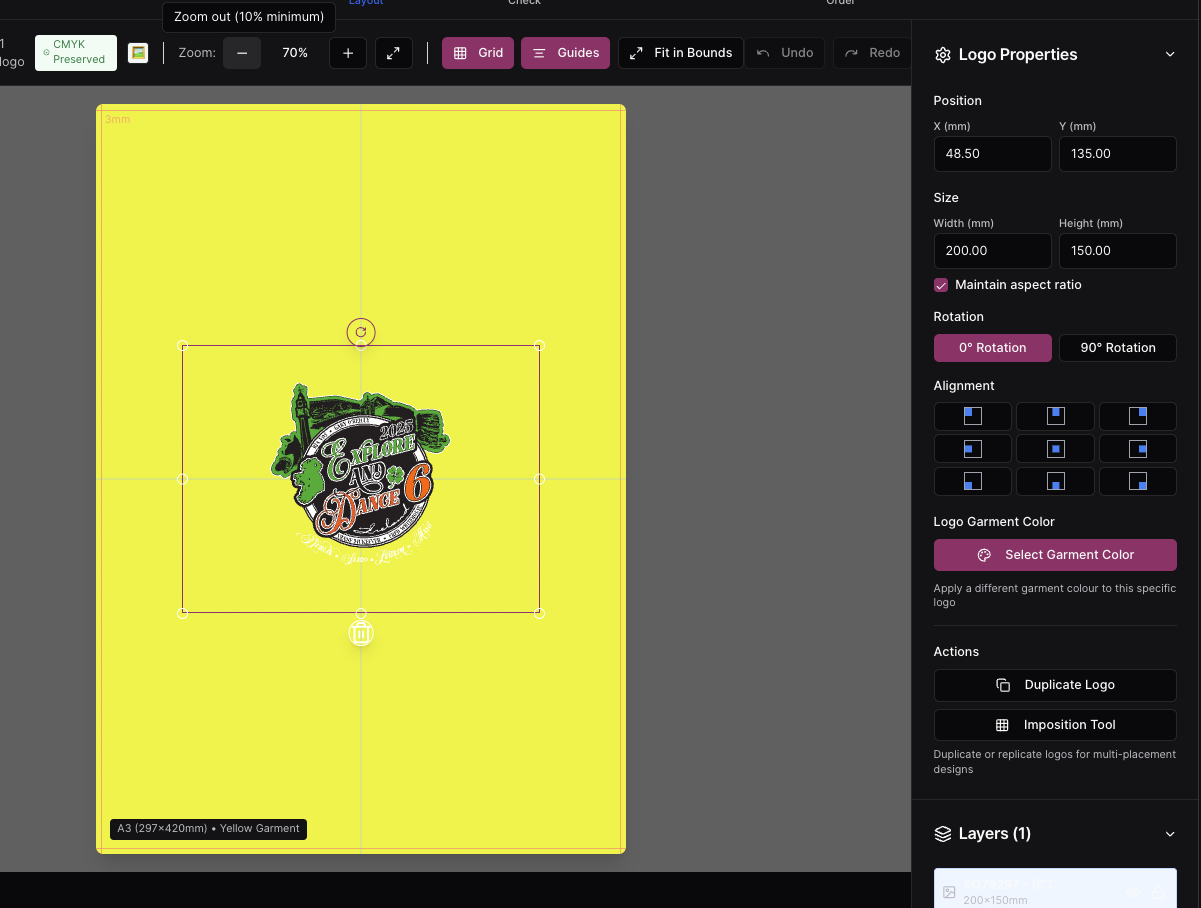 Layout
Check
Order
Zoom out (10% minimum)
1
logo
CMYK
Preserved
Zoom:
70%
Grid
Guides
Fit in Bounds
Undo
Redo
3mm
2025
EXPLORE
AND
DANCE 6
Ireland
A3 (297×420mm) • Yellow Garment
Logo Properties
Position
X (mm)
Y (mm)
48.50
135.00
Size
Width (mm)
Height (mm)
200.00
150.00
Maintain aspect ratio
Rotation
0° Rotation
90° Rotation
Alignment
Logo Garment Color
Select Garment Color
Apply a different garment colour to this specific
logo
Actions
Duplicate Logo
Imposition Tool
Duplicate or replicate logos for multi-placement
designs
Layers (1)
200×150mm